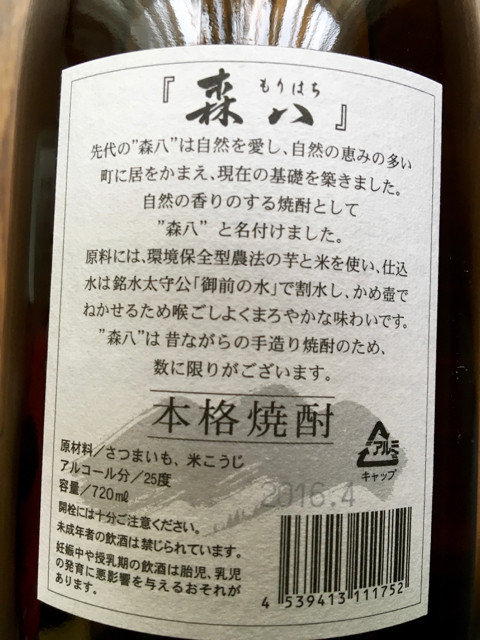 『森八』
もりはち
先代の"森八"は自然を愛し、自然の恵みの多い
町に居をかまえ、現在の基礎を築きました。
自然の香りのする焼酎として
"森八" と名付けました。
原料には、環境保全型農法の芋と米を使い、仕込
水は銘水太守公「御前の水」で割水し、かめ壺で
ねかせるため喉ごしよくまろやかな味わいです。
"森八"は昔ながらの手造り焼酎のため、
数に限りがございます。
本格焼酎
原材料／さつまいも、米こうじ
アルコール分／25度
容量／720㎖
開栓には十分ご注意ください。
未成年者の飲酒は禁じられています。
妊娠中や授乳期の飲酒は胎児、乳児
の発育に悪影響を与えるおそれが
あります。
アルミ
キャップ
2016.4
4 539413 111752